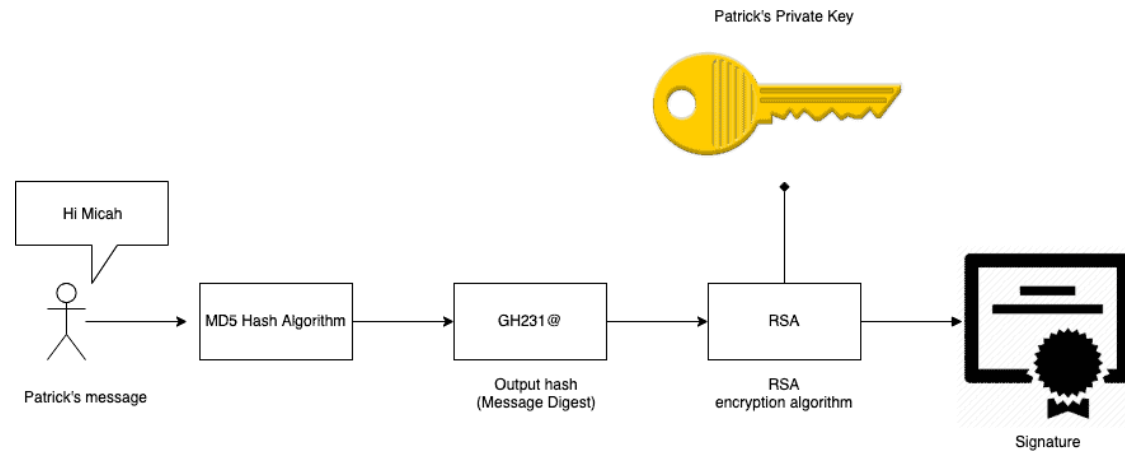 Patrick's Private Key
Hi Micah
MD5 Hash Algorithm
GH231@
RSA
Patrick's message
Output hash
(Message Digest)
RSA
encryption algorithm
Signature